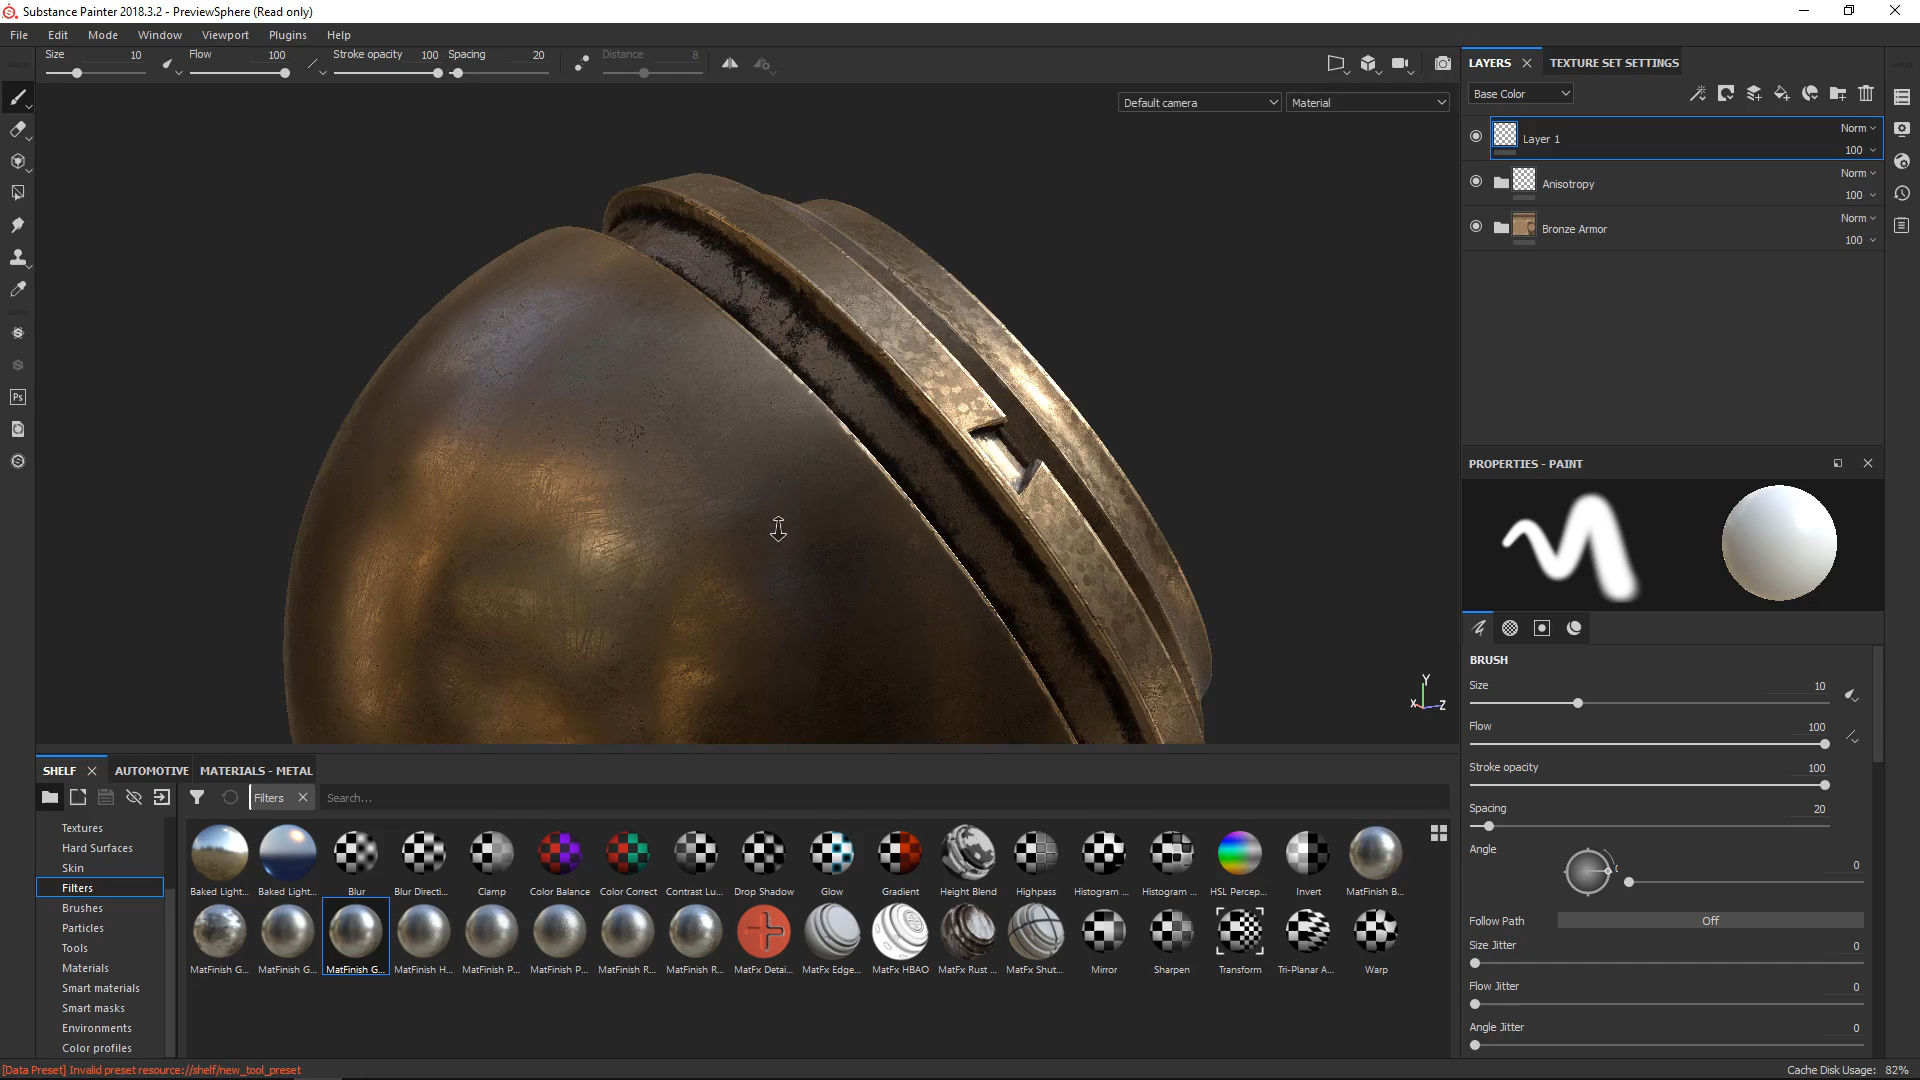 Substance Painter 2018.3.2 - PreviewSphere (Read only)
File Edit Mode Window Viewport Plugins Help
Size 10 Flow 100 Stroke opacity 100 Spacing 20 Distance 8
Default camera Material
LAYERS TEXTURE SET SETTINGS
Base Color
Norm
Layer 1
100
Norm
Anisotropy
100
Norm
Bronze Armor
100
PROPERTIES - PAINT
BRUSH
Size 10
Flow 100
Stroke opacity 100
Spacing 20
Angle
0
Follow Path Off
Size Jitter 0
Flow Jitter 0
Angle Jitter 0
Y
X Z
Ps
SHELF AUTOMOTIVE MATERIALS - METAL
Filters Search...
Textures
Hard Surfaces
Skin
Filters
Brushes
Particles
Tools
Materials
Smart materials
Smart masks
Environments
Color profiles
Baked Light... Baked Light... Blur Blur Directi... Clamp Color Balance Color Correct Contrast Lu... Drop Shadow Glow Gradient Height Blend Highpass Histogram ... Histogram ... HSL Percep... Invert MatFinish B...
MatFinish G... MatFinish G... MatFinish G... MatFinish H... MatFinish P... MatFinish P... MatFinish R... MatFinish R... MatFx Detai... MatFx Edge... MatFx HBAO MatFx Rust ... MatFx Shut... Mirror Sharpen Transform Tri-Planar A... Warp
[Data Preset] Invalid preset resource://shelf/new_tool_preset
Cache Disk Usage: 82%